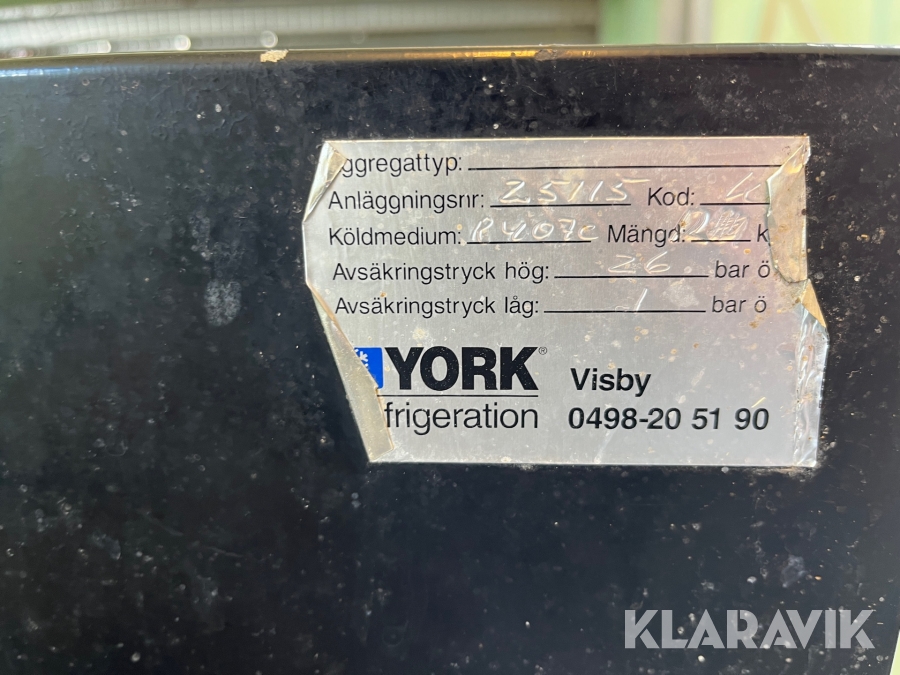 ggregattyp:
Anläggningsnr: 25115 Kod:
Köldmedium: R407C Mängd: k
Avsäkringstryck hög: 26 bar ö
Avsäkringstryck låg: bar ö
YORK® Visby
frigeration 0498-20 51 90
KLARAVIK